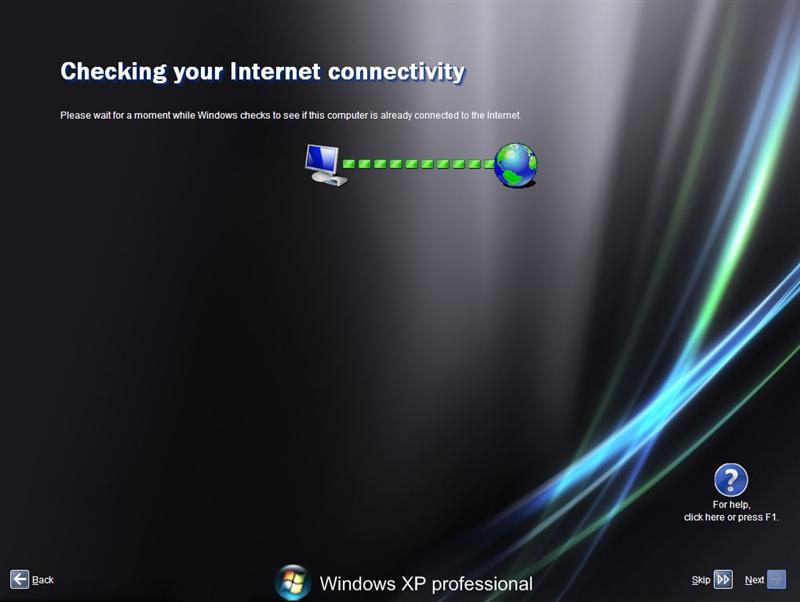 Checking your Internet connectivity
Please wait for a moment while Windows checks to see if this computer is already connected to the Internet.
?
For help,
click here or press F1.
Back
Windows XP professional
Skip
Next